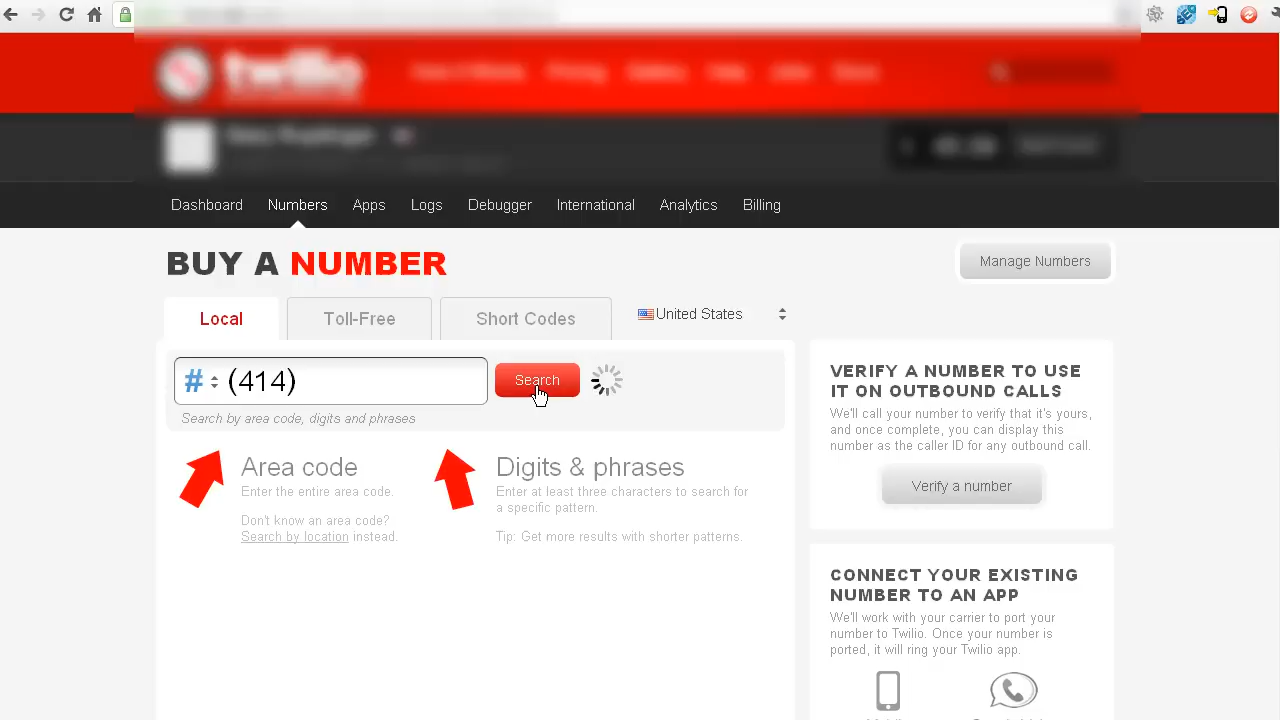 Dashboard Numbers Apps Logs Debugger International Analytics Billing
BUY A NUMBER
Manage Numbers
Local Toll-Free Short Codes United States
# (414) Search
Search by area code, digits and phrases
Area code
Enter the entire area code.
Don't know an area code?
Search by location instead.
Digits & phrases
Enter at least three characters to search for
a specific pattern.
Tip: Get more results with shorter patterns.
VERIFY A NUMBER TO USE
IT ON OUTBOUND CALLS
We'll call your number to verify that it's yours,
and once complete, you can display this
number as the caller ID for any outbound call.
Verify a number
CONNECT YOUR EXISTING
NUMBER TO AN APP
We'll work with your carrier to port your
number to Twilio. Once your number is
ported, it will ring your Twilio app.